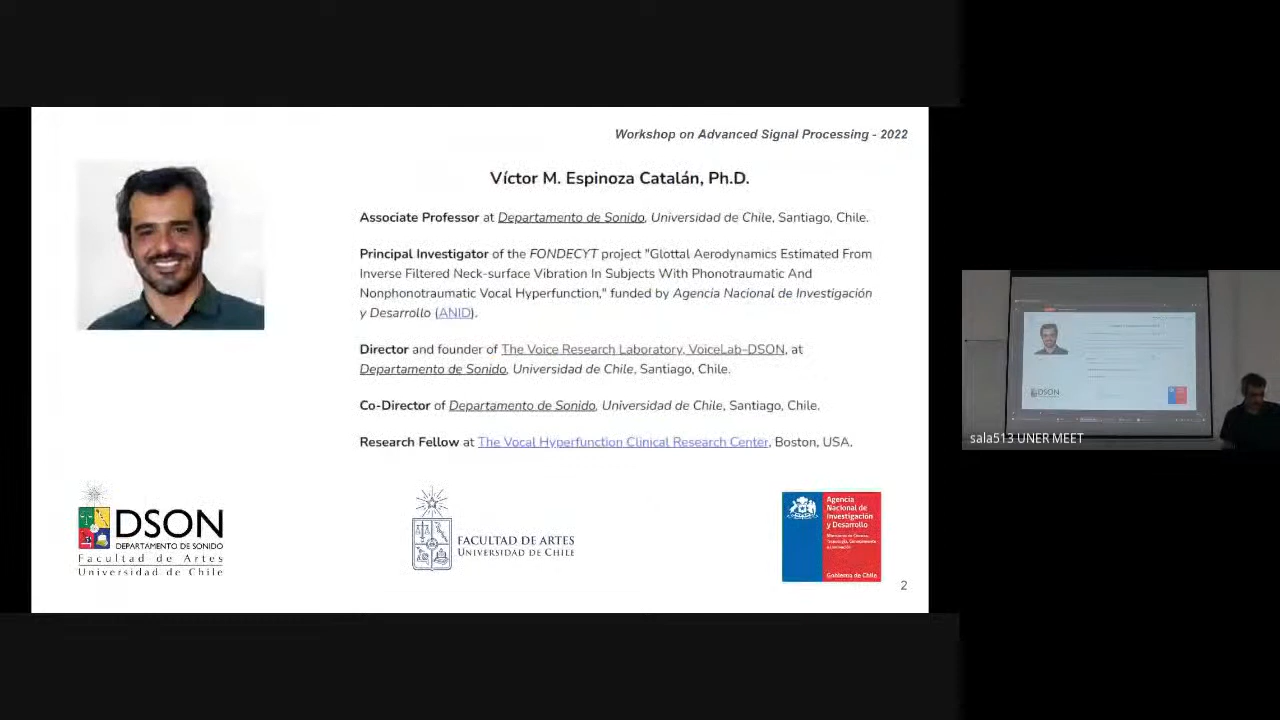 Workshop on Advanced Signal Processing - 2022
Víctor M. Espinoza Catalán, Ph.D.
Associate Professor at Departamento de Sonido, Universidad de Chile, Santiago, Chile.
Principal Investigator of the FONDECYT project "Glottal Aerodynamics Estimated From
Inverse Filtered Neck-surface Vibration In Subjects With Phonotraumatic And
Nonphonotraumatic Vocal Hyperfunction," funded by Agencia Nacional de Investigación
y Desarrollo (ANID).
Director and founder of The Voice Research Laboratory, VoiceLab-DSON, at
Departamento de Sonido, Universidad de Chile, Santiago, Chile.
Co-Director of Departamento de Sonido, Universidad de Chile, Santiago, Chile.
Research Fellow at The Vocal Hyperfunction Clinical Research Center, Boston, USA.
DSON
DEPARTAMENTO DE SONIDO
Facultad de Artes
Universidad de Chile
FACULTAD DE ARTES
UNIVERSIDAD DE CHILE
Agencia
Nacional de
Investigación
y Desarrollo
Gobierno de Chile
2
DSON
sala513 UNER MEET